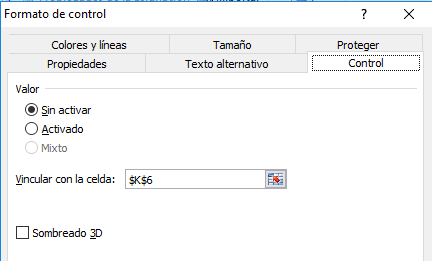 Formato de control
Colores y líneas Tamaño Proteger
Propiedades Texto alternativo Control
Valor
Sin activar
Activado
Mixto
Vincular con la celda: $K$6
Sombreado 3D